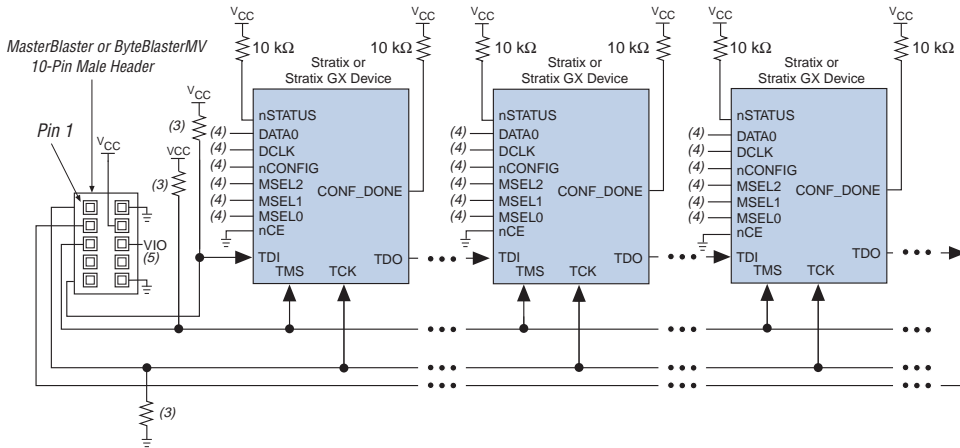 MasterBlaster or ByteBlasterMV
10-Pin Male Header
Pin 1
VCC
VIO
(5)
VCC
(3)
VCC
(3)
(3)
VCC
10 kΩ
VCC
10 kΩ
Stratix or
Stratix GX Device
nSTATUS
(4) DATA0
(4) DCLK
(4) nCONFIG
(4) MSEL2
(4) MSEL1
(4) MSEL0
nCE
CONF_DONE
TDI
TDO
TMS
TCK
VCC
10 kΩ
VCC
10 kΩ
Stratix or
Stratix GX Device
nSTATUS
(4) DATA0
(4) DCLK
(4) nCONFIG
(4) MSEL2
(4) MSEL1
(4) MSEL0
nCE
CONF_DONE
TDI
TDO
TMS
TCK
VCC
10 kΩ
VCC
10 kΩ
Stratix or
Stratix GX Device
nSTATUS
(4) DATA0
(4) DCLK
(4) nCONFIG
(4) MSEL2
(4) MSEL1
(4) MSEL0
nCE
CONF_DONE
TDI
TDO
TMS
TCK